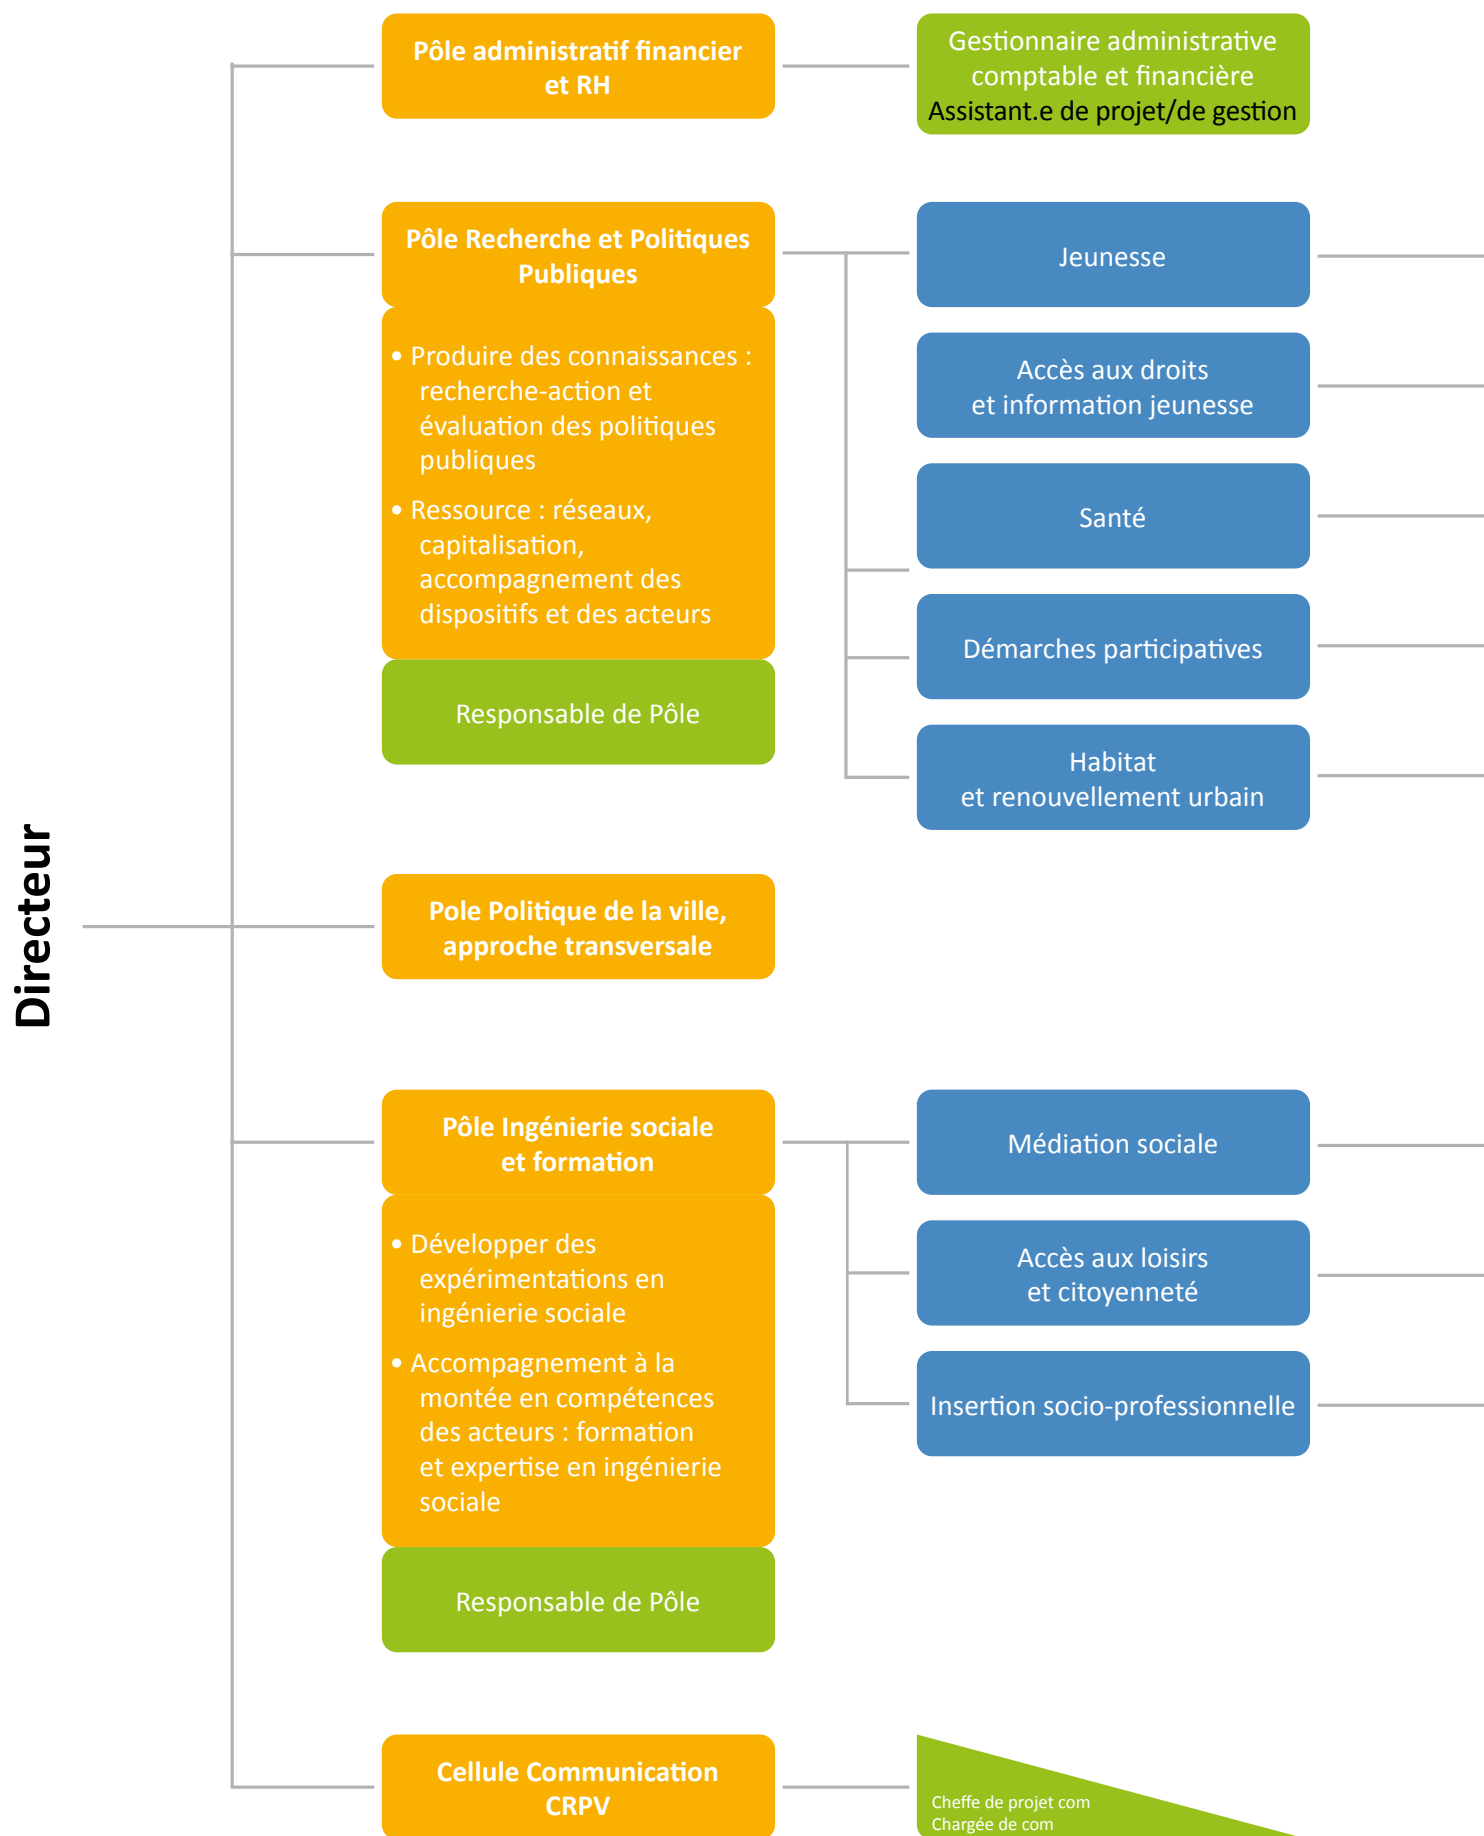 Directeur
Pôle administratif financier
et RH
Gestionnaire administrative
comptable et financière
Assistant.e de projet/de gestion
Pôle Recherche et Politiques
Publiques
• Produire des connaissances :
recherche-action et
évaluation des politiques
publiques
• Ressource : réseaux,
capitalisation,
accompagnement des
dispositifs et des acteurs
Responsable de Pôle
Jeunesse
Accès aux droits
et information jeunesse
Santé
Démarches participatives
Habitat
et renouvellement urbain
Pole Politique de la ville,
approche transversale
Pôle Ingénierie sociale
et formation
• Développer des
expérimentations en
ingénierie sociale
• Accompagnement à la
montée en compétences
des acteurs : formation
et expertise en ingénierie
sociale
Responsable de Pôle
Médiation sociale
Accès aux loisirs
et citoyenneté
Insertion socio-professionnelle
Cellule Communication
CRPV
Cheffe de projet com
Chargée de com